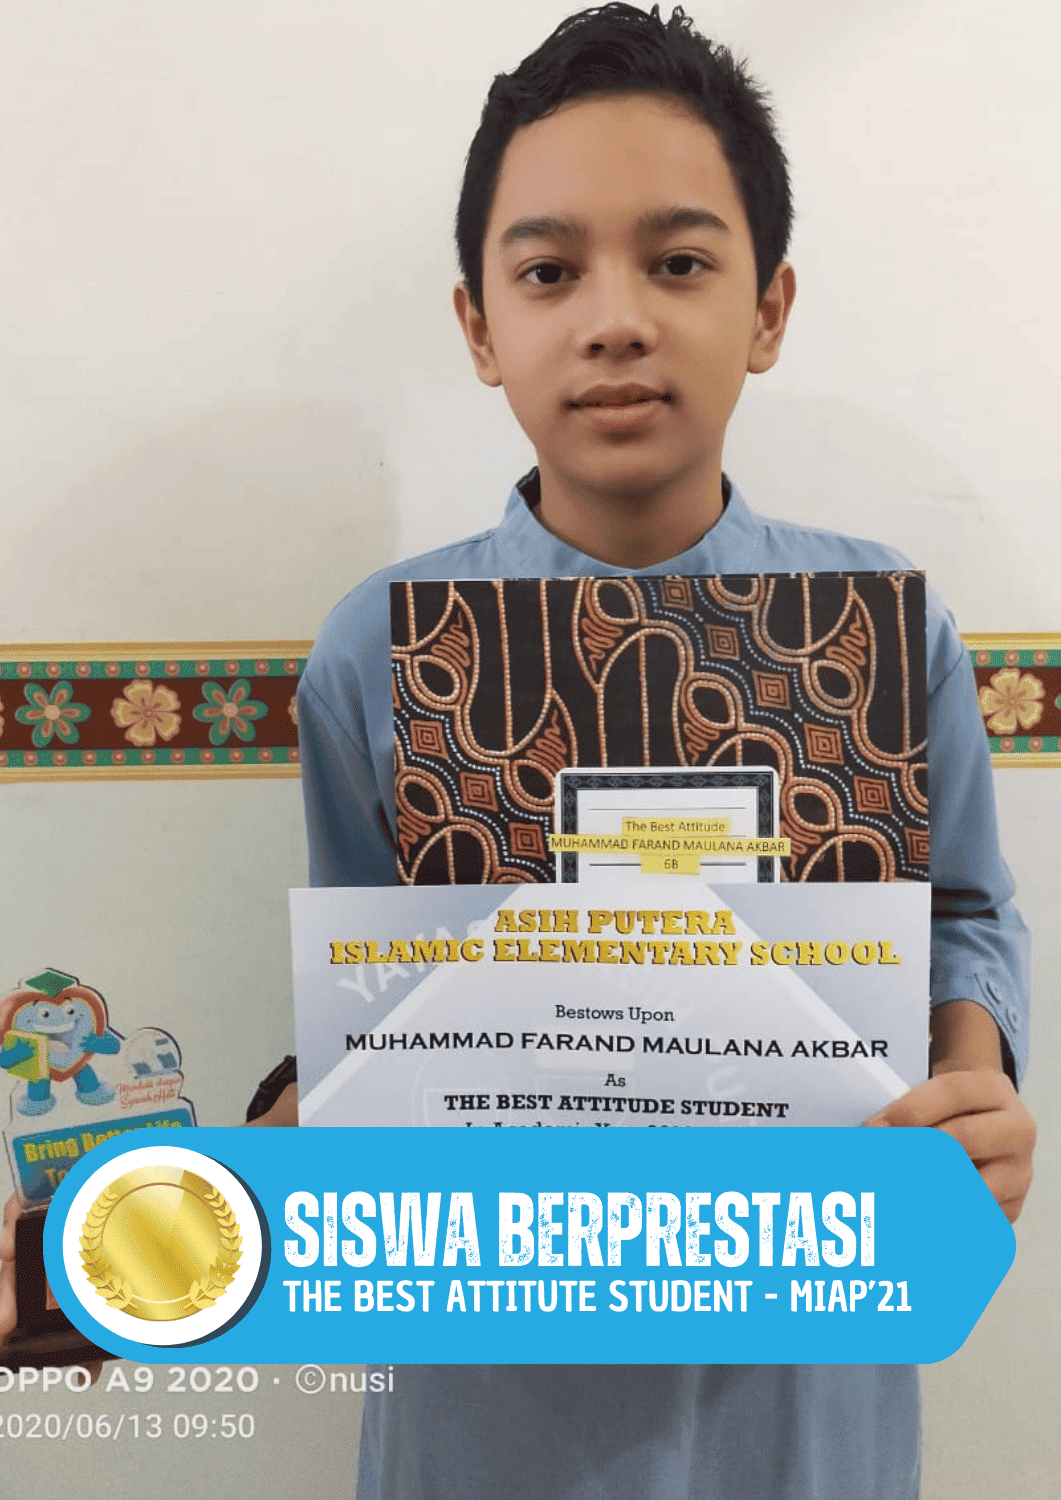 The Best Attitude
MUHAMMAD FARAND MAULANA AKBAR
6B
ASIH PUTERA
ISLAMIC ELEMENTARY SCHOOL
Bestows Upon
MUHAMMAD FARAND MAULANA AKBAR
As
THE BEST ATTITUDE STUDENT
Bring
SISWA BERPRESTASI
THE BEST ATTITUTE STUDENT - MIAP'21
OPPO A9 2020 · ©nusi
2020/06/13 09:50